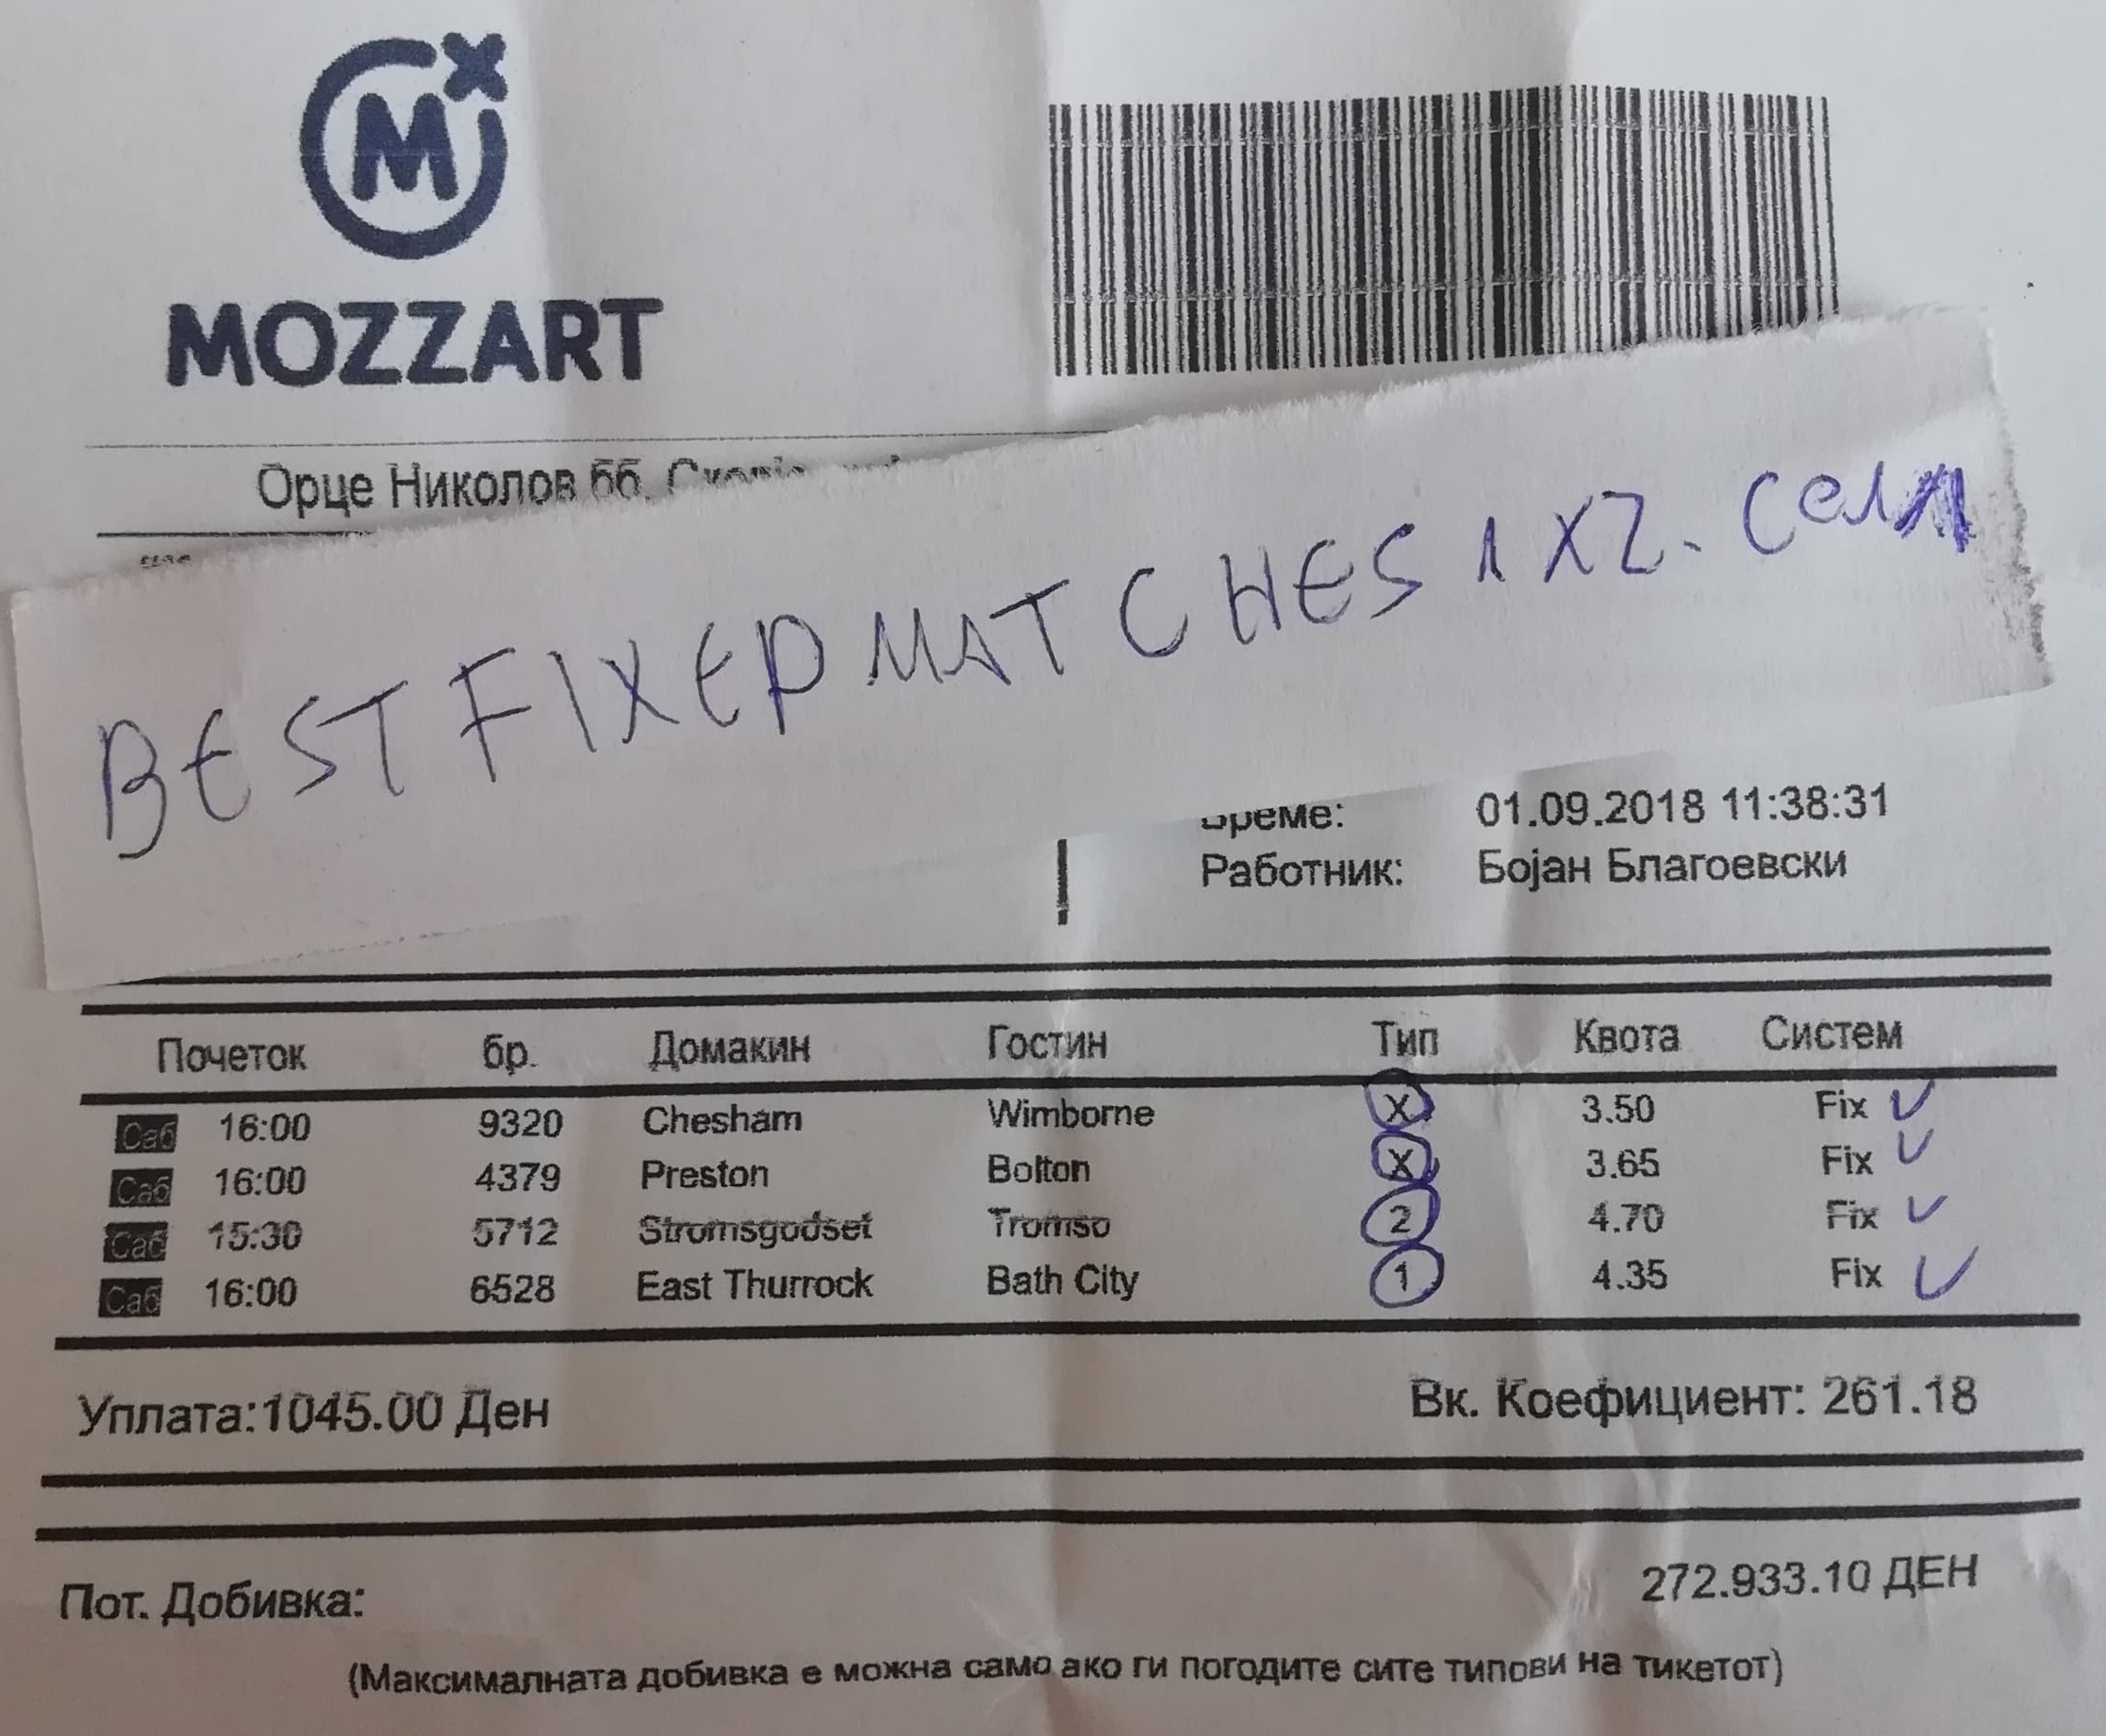 MOZZART
Орце Николов бб,
BESTFIXEDMATCHES1X2.COM
Време: 01.09.2018 11:38:31
Работник: Бојан Благоевски
Почеток бр. Домакин Гостин Тип Квота Систем
Саб 16:00 9320 Chesham Wimborne X 3.50 Fix
Саб 16:00 4379 Preston Bolton X 3.65 Fix
Саб 15:30 5712 Stromsgodset Tromso 2 4.70 Fix
Саб 16:00 6528 East Thurrock Bath City 1 4.35 Fix
Уплата:1045.00 Ден Вк. Коефициент: 261.18
Пот. Добивка: 272.933.10 ДЕН
(Максималната добивка е можна само ако ги погодите сите типови на тикетот)